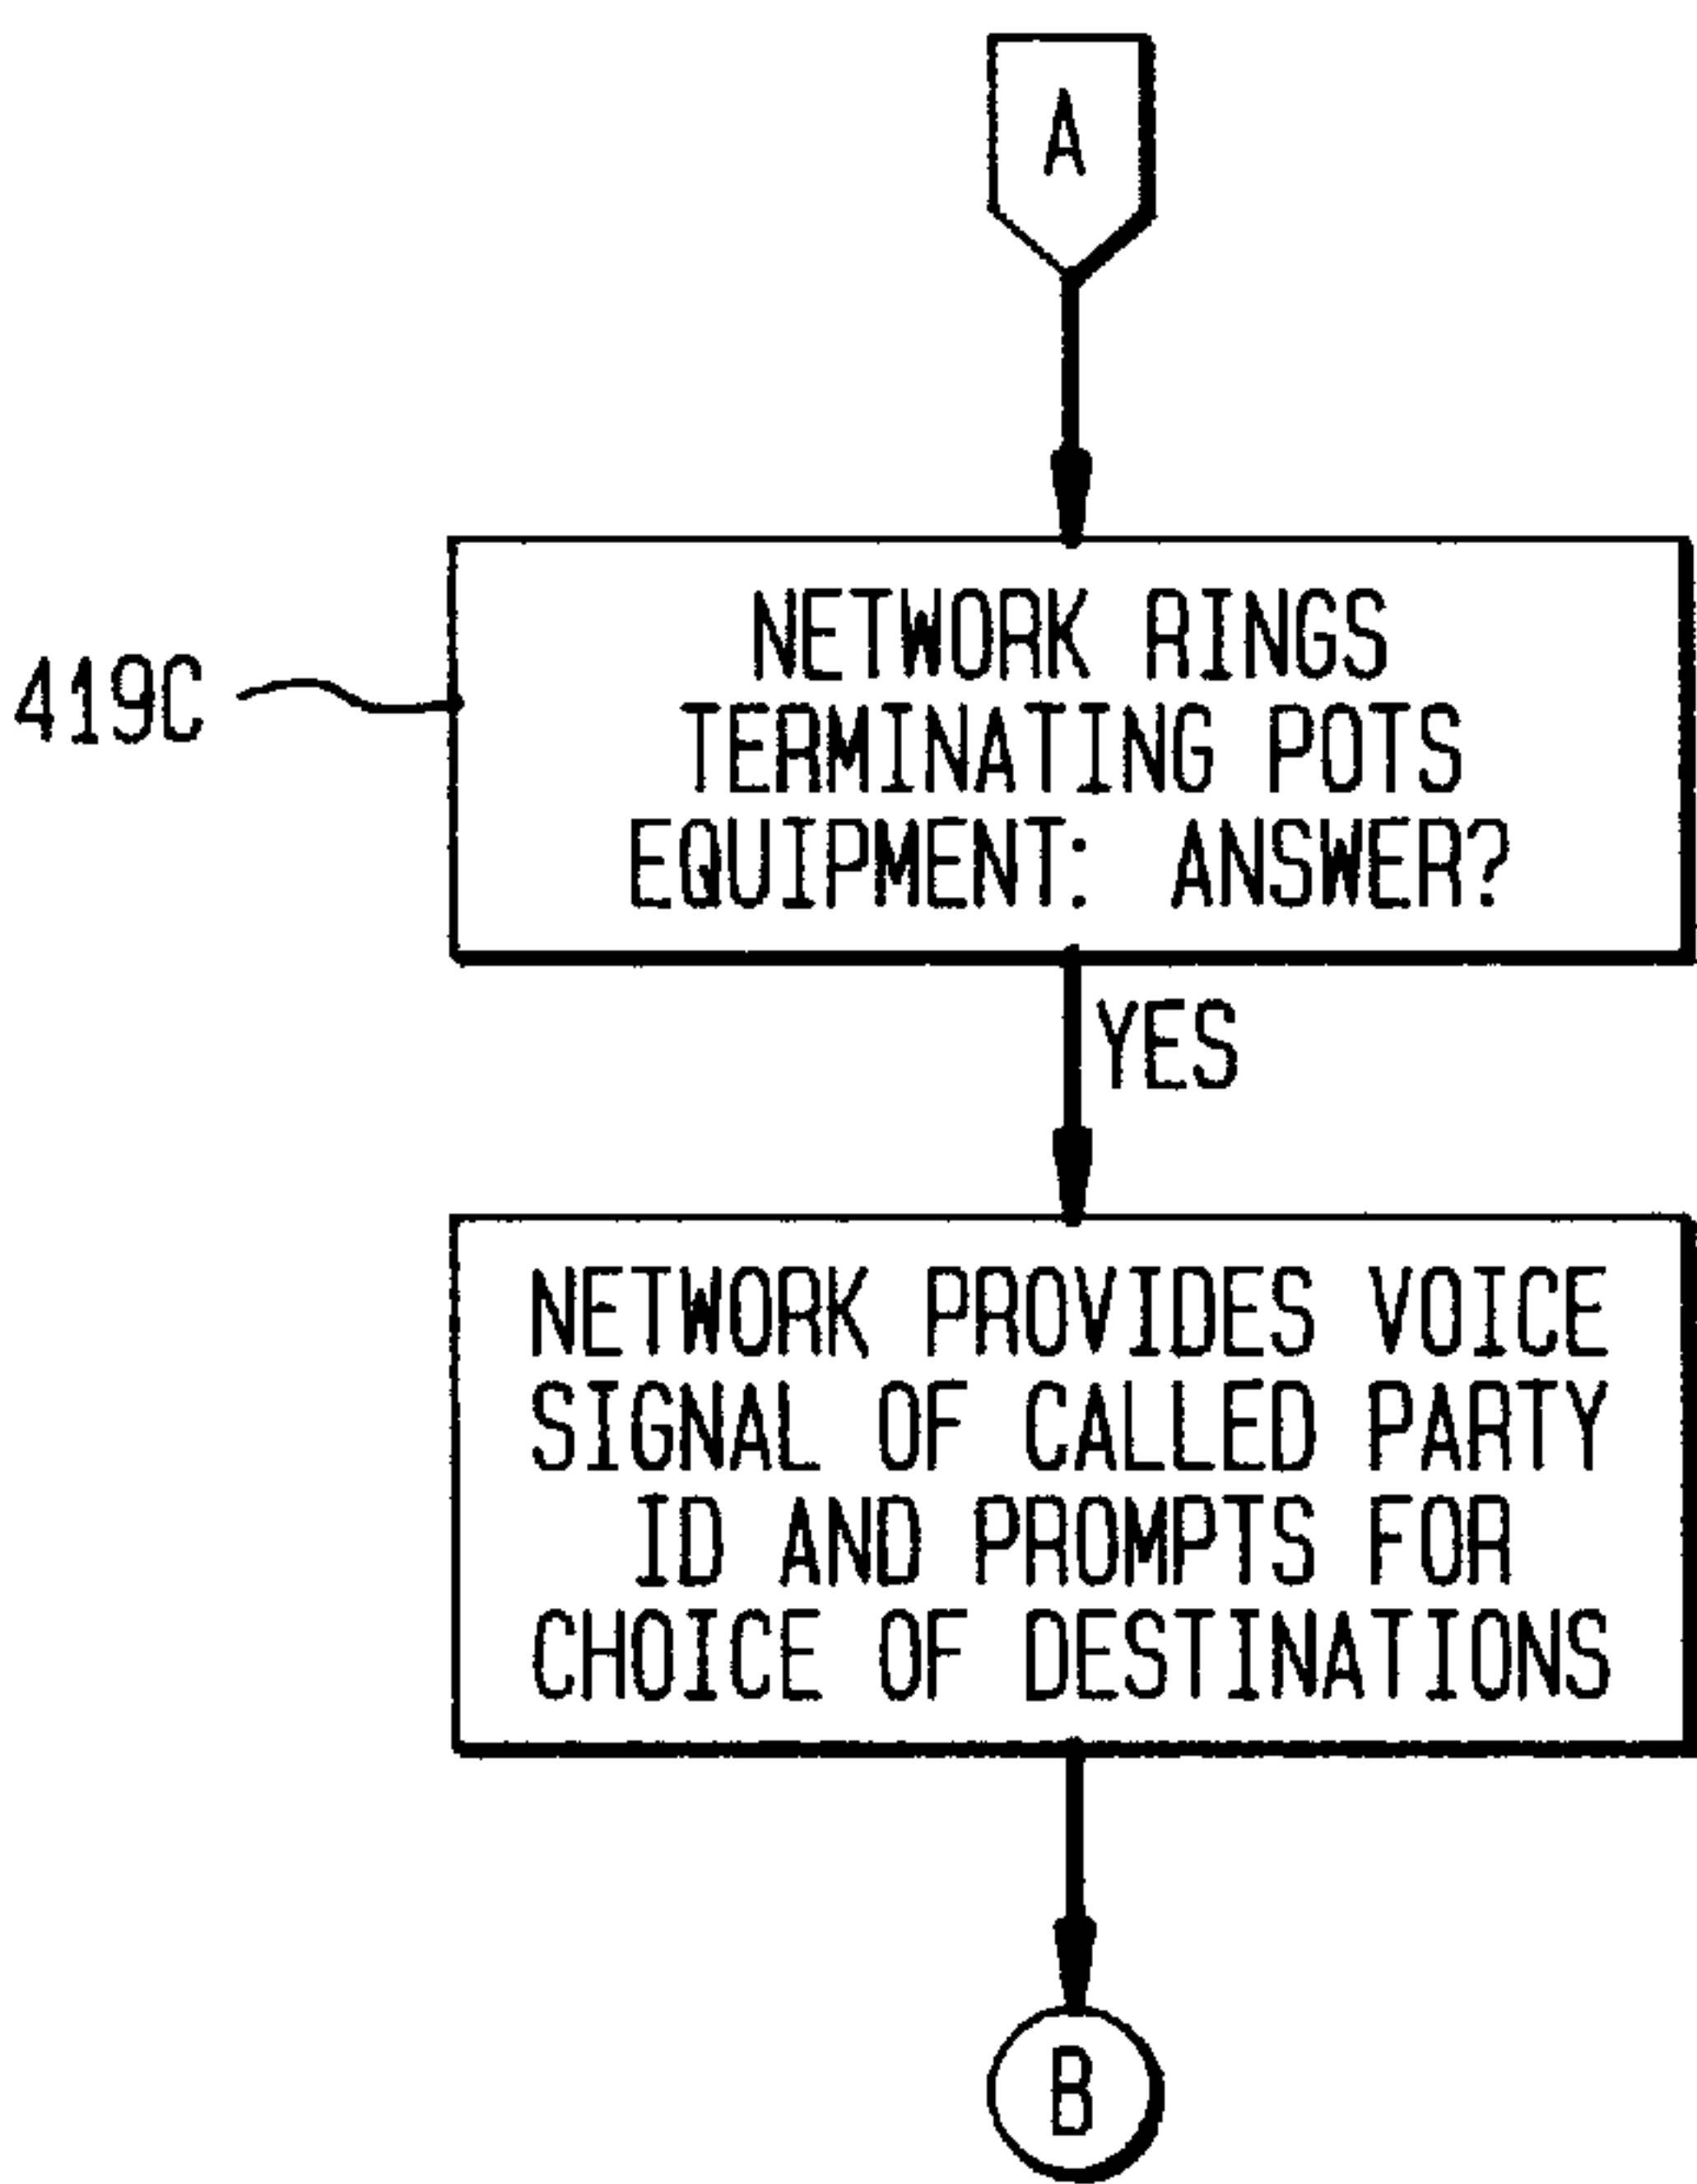 A
NETWORK RINGS
419C
TERMINATING POTS
EQUIPMENT: ANSWER?
YES
NETWORK PROVIDES VOICE
SIGNAL OF CALLED PARTY
ID AND PROMPTS FOR
CHOICE OF DESTINATIONS
B